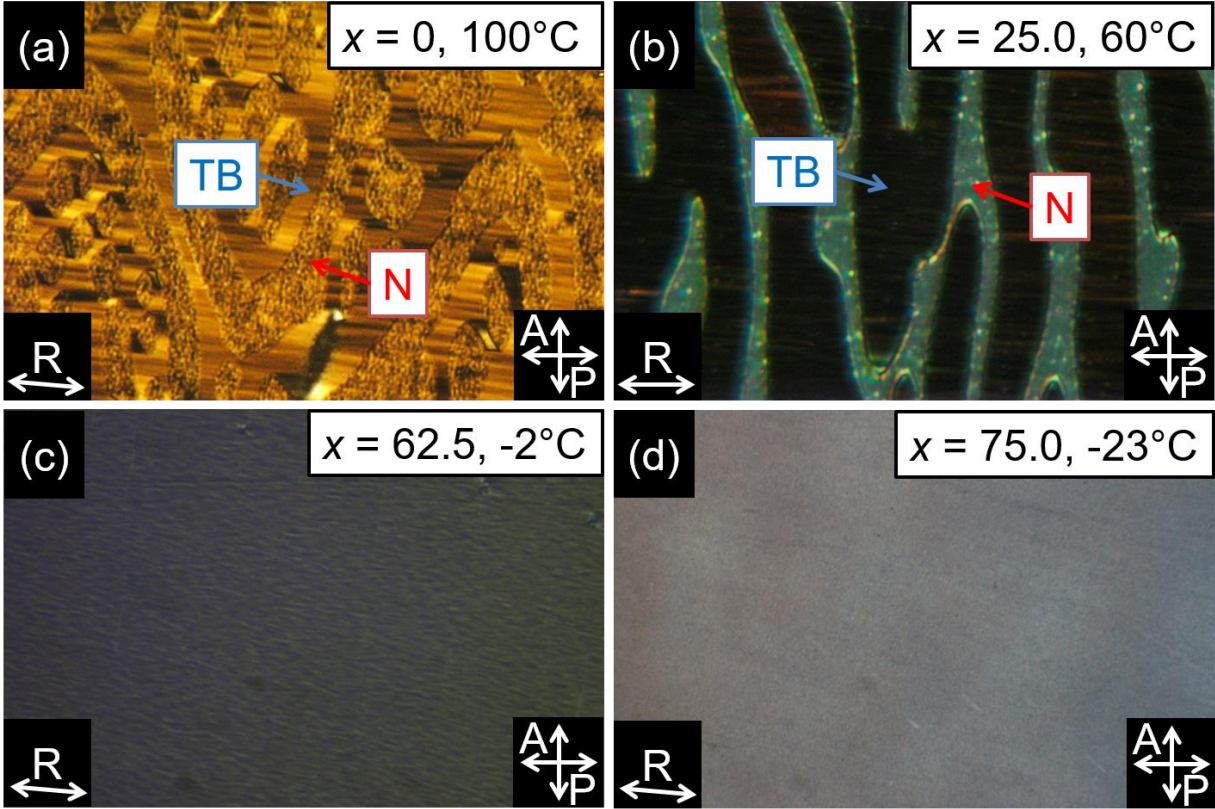 (a)
x = 0, 100°C
TB
N
R
A
P
(b)
x = 25.0, 60°C
TB
N
R
A
P
(c)
x = 62.5, -2°C
R
A
P
(d)
x = 75.0, -23°C
R
A
P